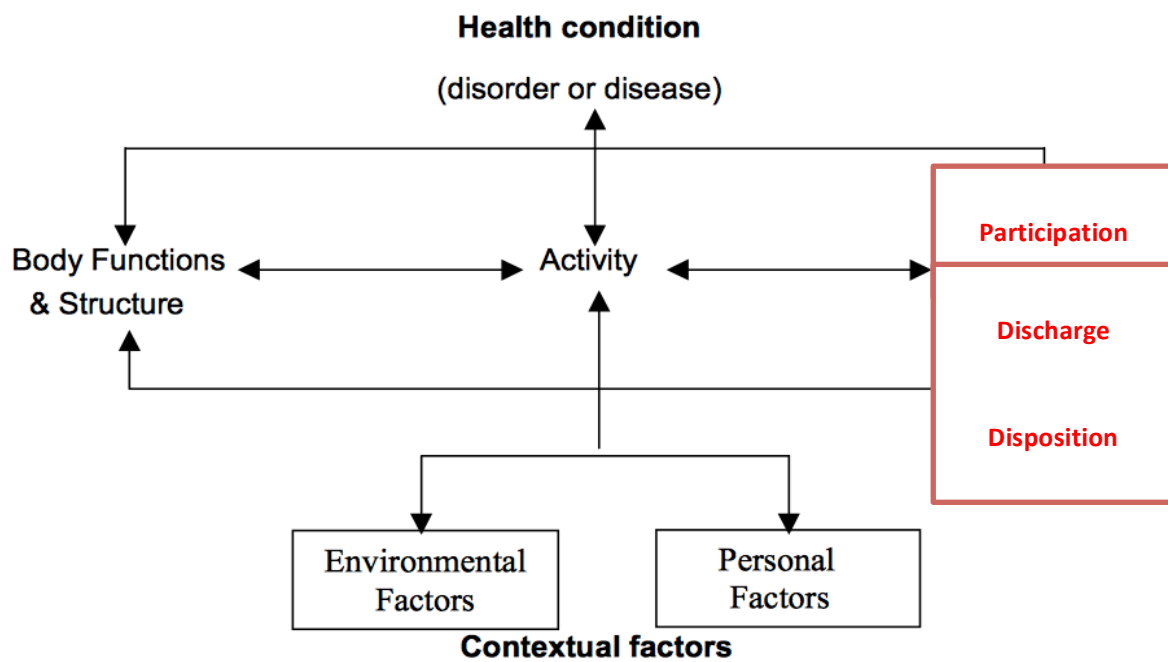 Health condition
(disorder or disease)
Participation
Body Functions
& Structure
Activity
Discharge
Disposition
Environmental
Factors
Personal
Factors
Contextual factors